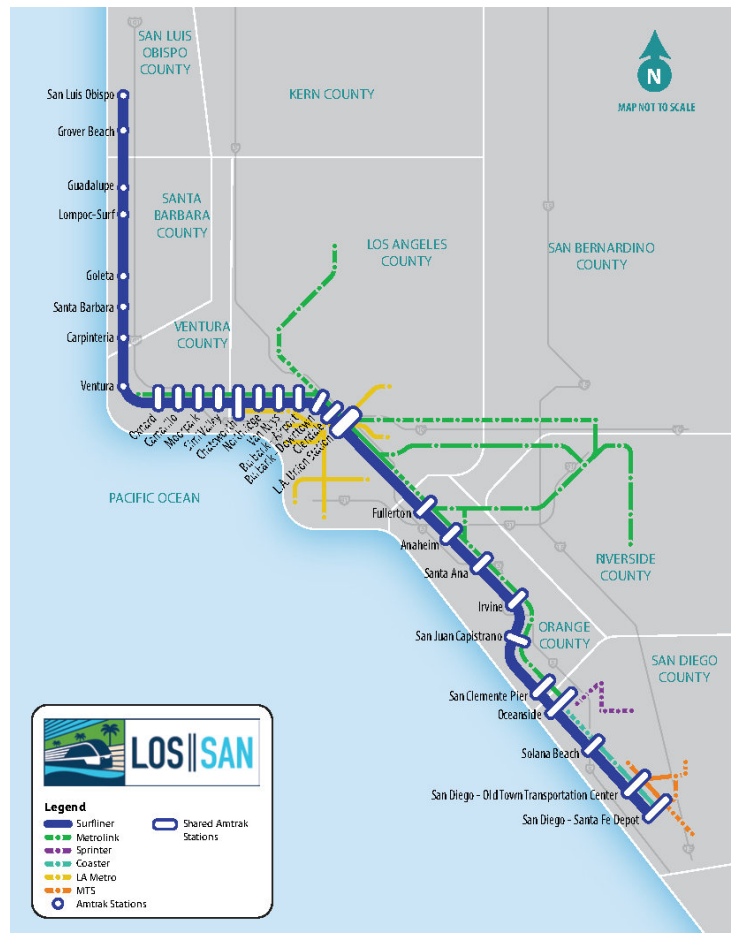 SAN LUIS
OBISPO
COUNTY
KERN COUNTY
N
MAP NOT TO SCALE
San Luis Obispo
Grover Beach
Guadalupe
Lompoc-Surf
SANTA
BARBARA
COUNTY
LOS ANGELES
COUNTY
SAN BERNARDINO
COUNTY
Goleta
Santa Barbara
Carpinteria
VENTURA
COUNTY
Ventura
Oxnard
Camarillo
Moorpark
Simi Valley
Chatsworth
Northridge
Van Nuys
Burbank Airport
Burbank Downtown
Glendale
L.A. Union Station
PACIFIC OCEAN
Fullerton
Anaheim
Santa Ana
Irvine
San Juan Capistrano
RIVERSIDE
COUNTY
ORANGE
COUNTY
SAN DIEGO
COUNTY
San Clemente Pier
Oceanside
Solana Beach
San Diego - Old Town Transportation Center
San Diego - Santa Fe Depot
LOS SAN
Legend
Surfliner
Metrolink
Sprinter
Coaster
LA Metro
MTS
Amtrak Stations
Shared Amtrak
Stations